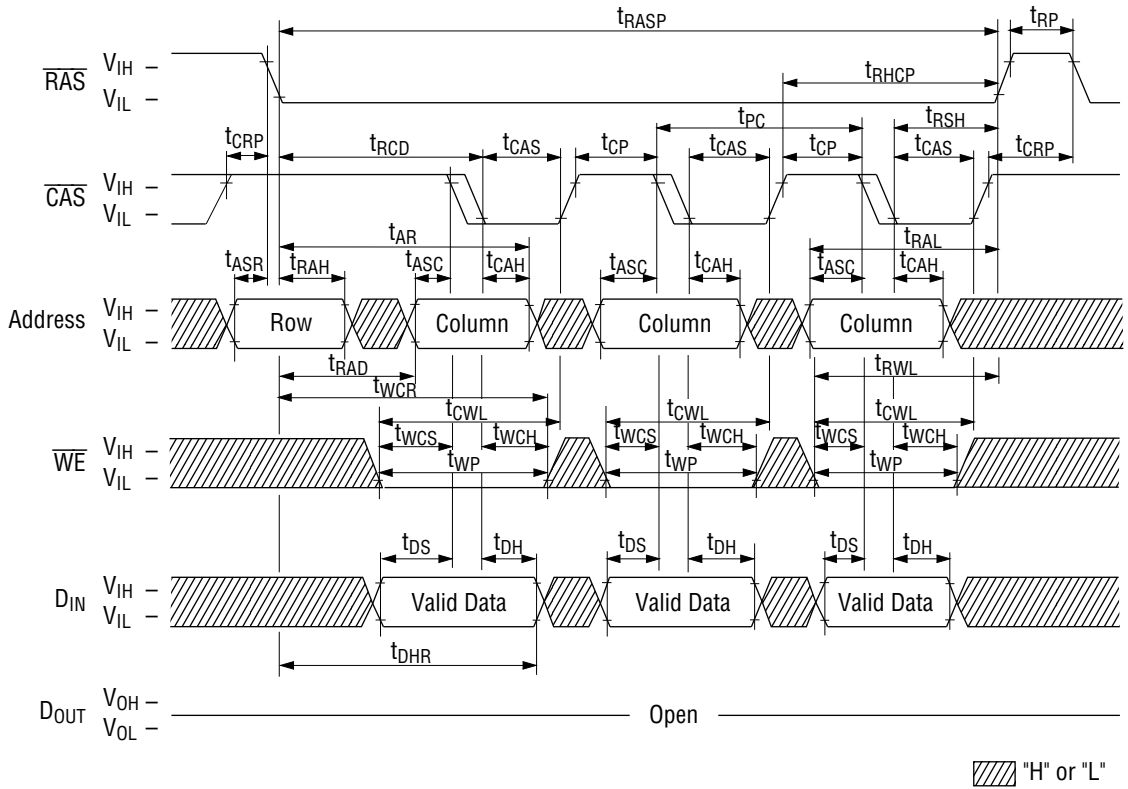 tRASP
tRP
RAS
VIH
VIL
tRHCP
tPC
tRSH
tCRP
tRCD
tCAS
tCP
tCAS
tCP
tCAS
tCRP
CAS
VIH
VIL
tAR
tRAL
tASR
tRAH
tASC
tCAH
tASC
tCAH
tASC
tCAH
Address
VIH
VIL
Row
Column
Column
Column
tRAD
tRWL
tWCR
tCWL
tCWL
tCWL
tWCS
tWCH
tWCS
tWCH
tWCS
tWCH
WE
VIH
VIL
tWP
tWP
tWP
tDS
tDH
tDS
tDH
tDS
tDH
DIN
VIH
VIL
Valid Data
Valid Data
Valid Data
tDHR
DOUT
VOH
VOL
Open
"H" or "L"